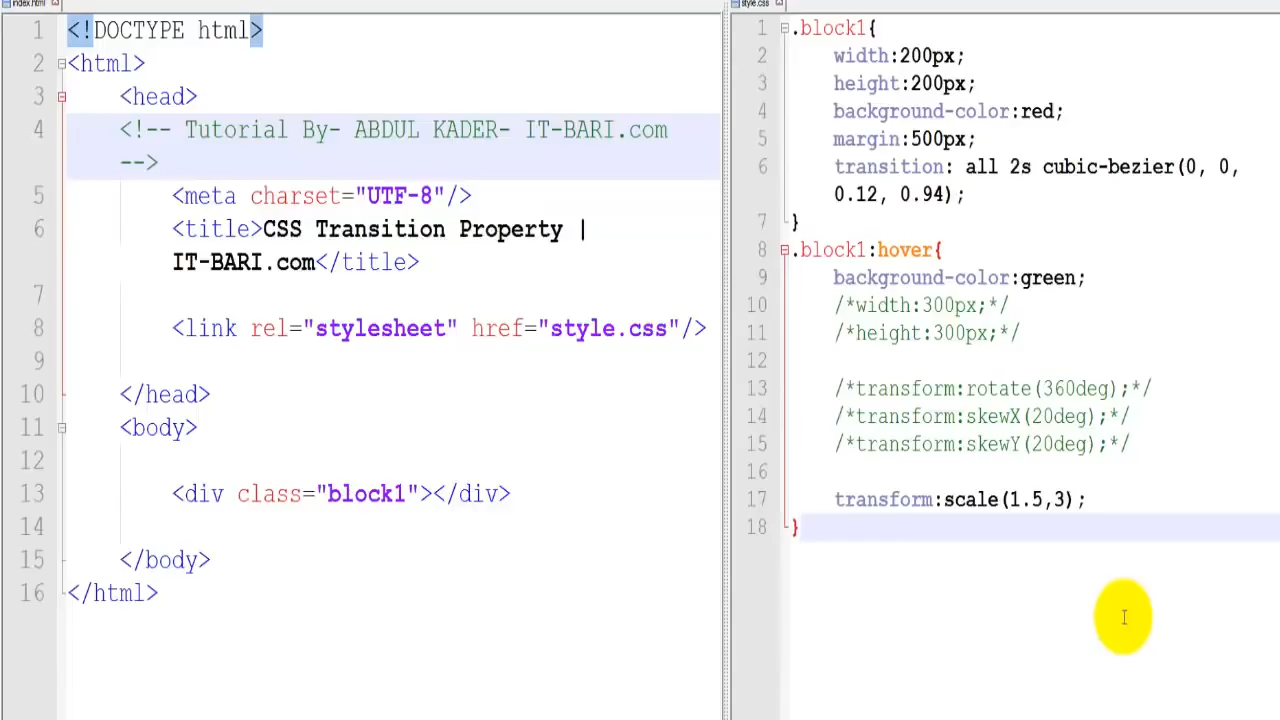 index.html
1 <!DOCTYPE html>
2 <html>
3 <head>
4 <!-- Tutorial By- ABDUL KADER- IT-BARI.com
-->
5 <meta charset="UTF-8"/>
6 <title>CSS Transition Property |
IT-BARI.com</title>
7
8 <link rel="stylesheet" href="style.css"/>
9
10 </head>
11 <body>
12
13 <div class="block1"></div>
14
15 </body>
16 </html>
style.css
1 .block1{
2 width:200px;
3 height:200px;
4 background-color:red;
5 margin:500px;
6 transition: all 2s cubic-bezier(0, 0,
0.12, 0.94);
7 }
8 .block1:hover{
9 background-color:green;
10 /*width:300px;*/
11 /*height:300px;*/
12
13 /*transform:rotate(360deg);*/
14 /*transform:skewX(20deg);*/
15 /*transform:skewY(20deg);*/
16
17 transform:scale(1.5,3);
18 }